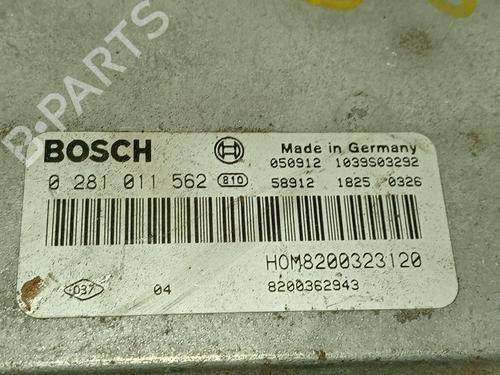 B-PARTS
BOSCH
Made in Germany
050912 1039S03292
0 281 011 562 810
58912 1825 0326
HOM8200323120
037 04
8200362943